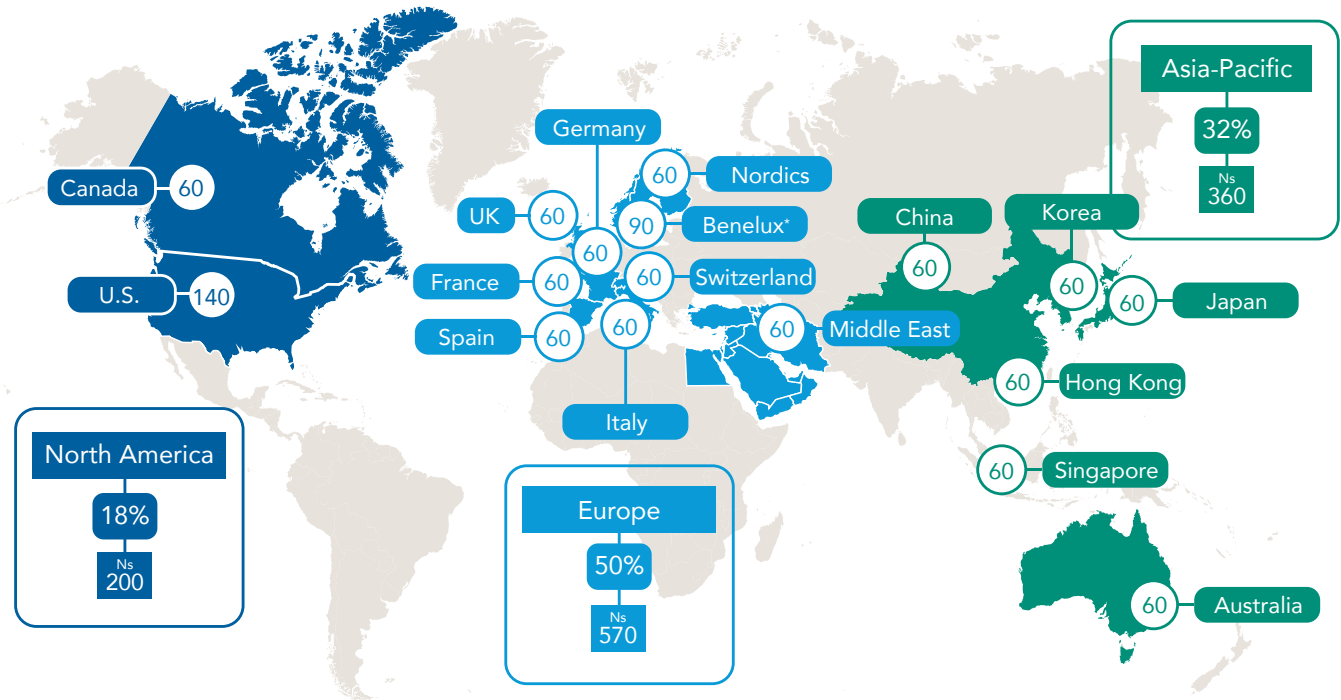 Asia-Pacific
32%
Ns
360
Germany
60
Nordics
60
Canada
60
UK
60
Benelux*
90
China
60
Korea
60
France
60
Switzerland
60
U.S.
140
Japan
60
Spain
60
Italy
60
Middle East
60
Hong Kong
60
Singapore
60
Australia
60
North America
18%
Ns
200
Europe
50%
Ns
570